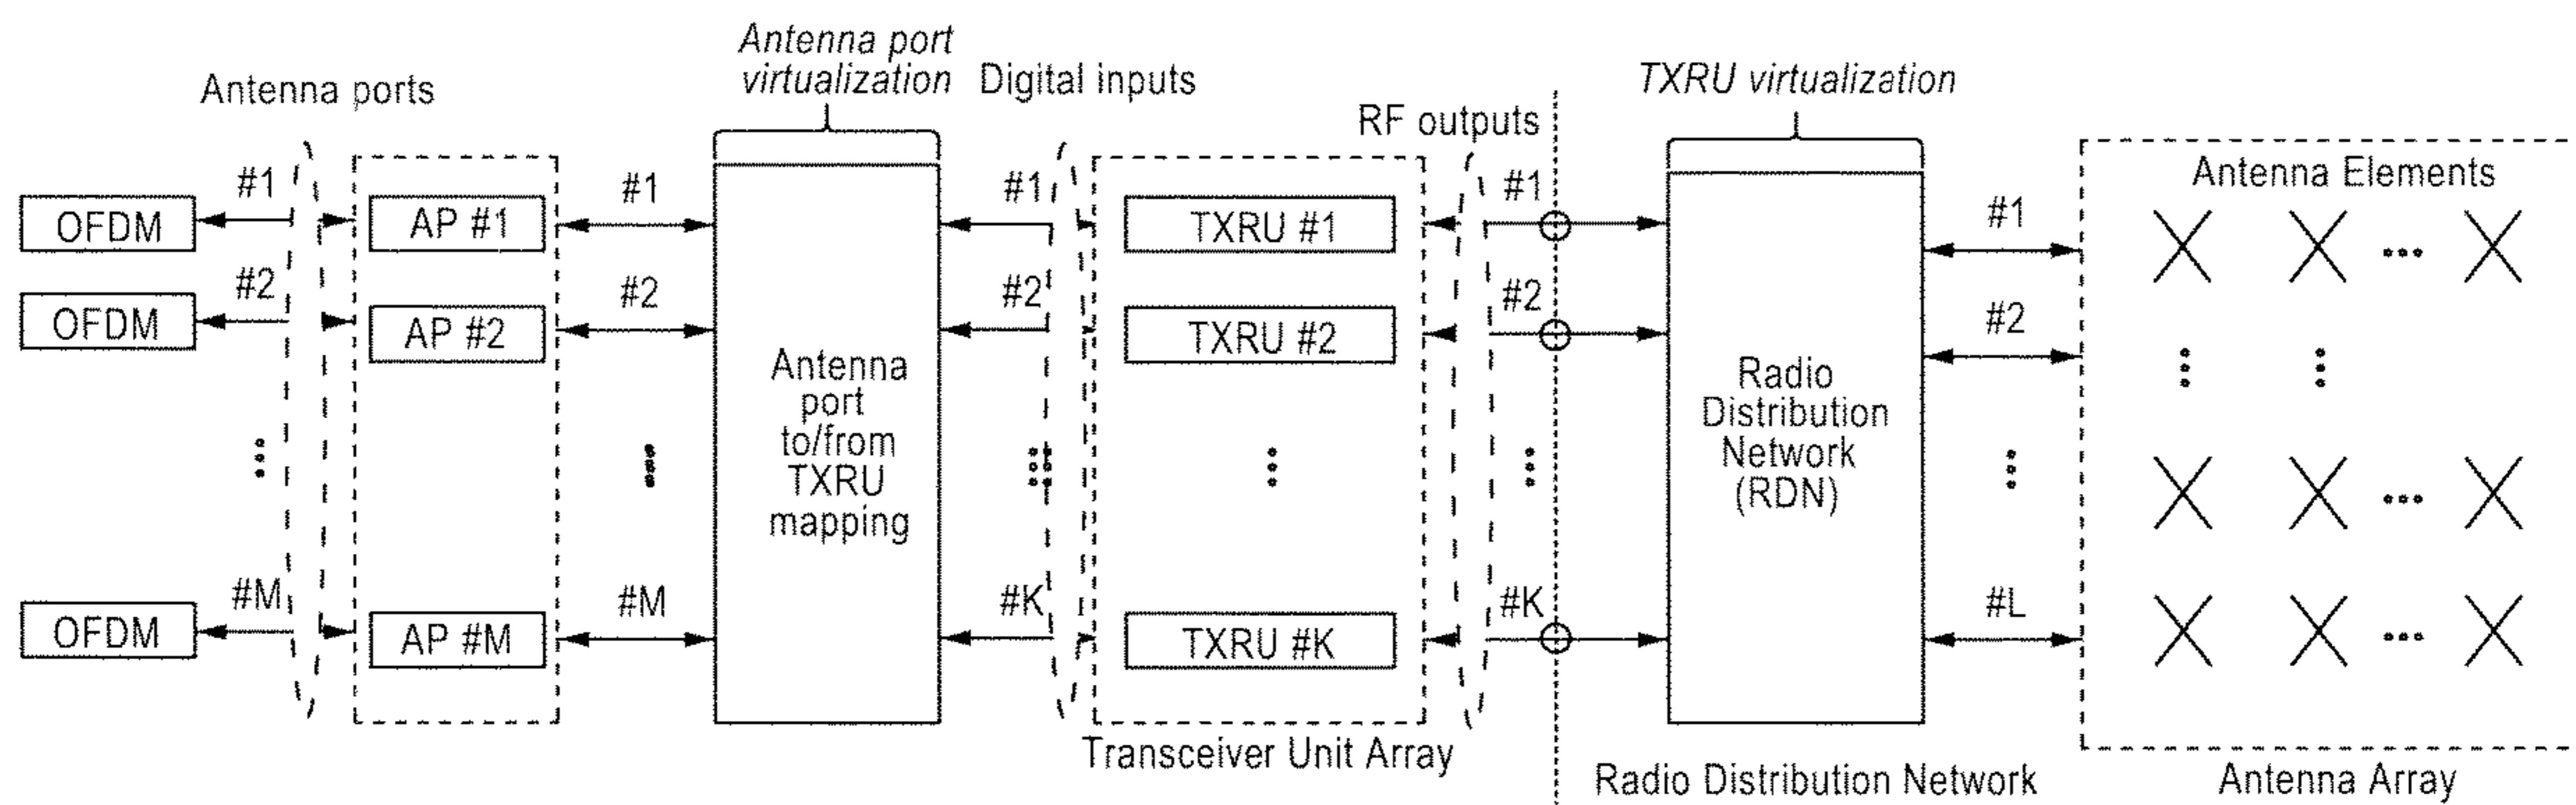 Antenna ports
Antenna port
virtualization
Digital inputs
RF outputs
TXRU virtualization
Antenna Elements
#1
#1
#1
#1
#1
OFDM
AP #1
TXRU #1
#2
#2
#2
#2
#2
OFDM
AP #2
TXRU #2
Antenna
port
to/from
TXRU
mapping
Radio
Distribution
Network
(RDN)
#M
#M
#K
#K
#L
OFDM
AP #M
TXRU #K
Transceiver Unit Array
Radio Distribution Network
Antenna Array